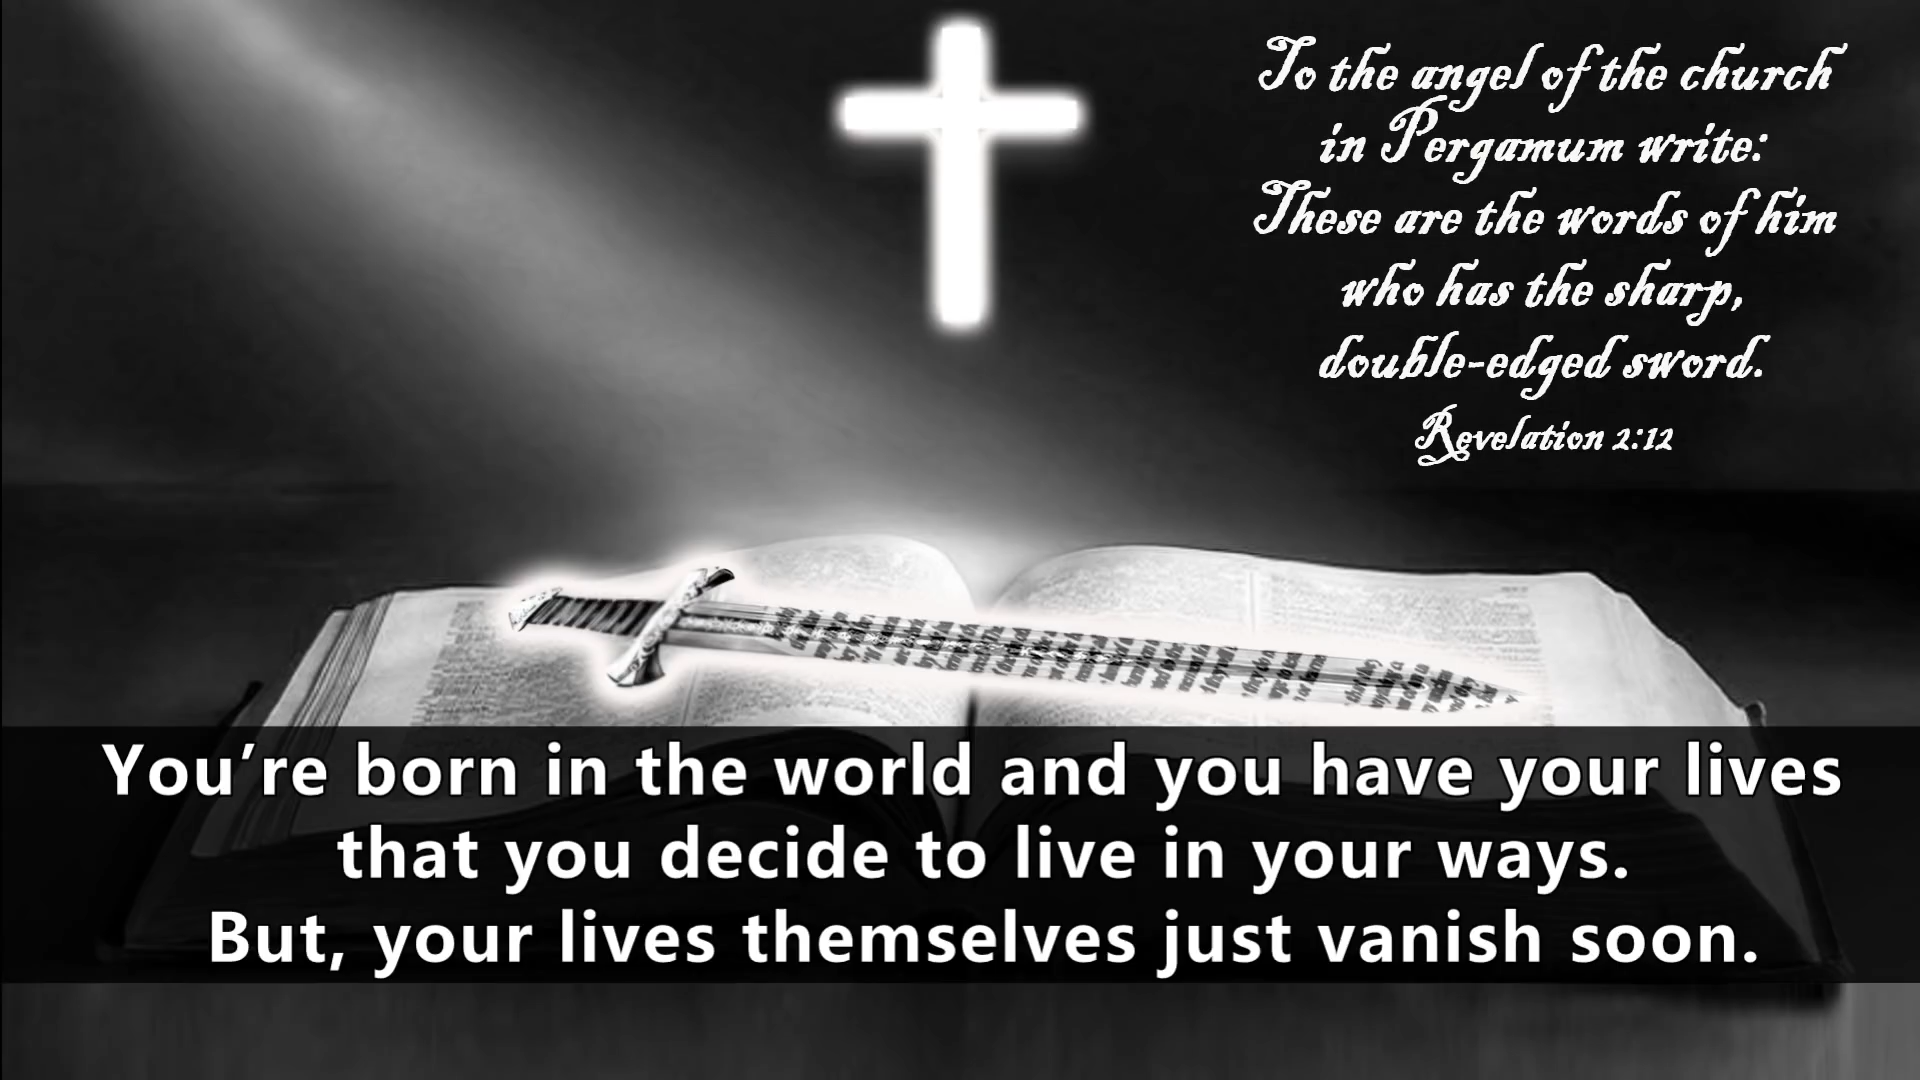 To the angel of the church
in Pergamum write:
These are the words of him
who has the sharp,
double-edged sword.
Revelation 2:12
You’re born in the world and you have your lives
that you decide to live in your ways.
But, your lives themselves just vanish soon.